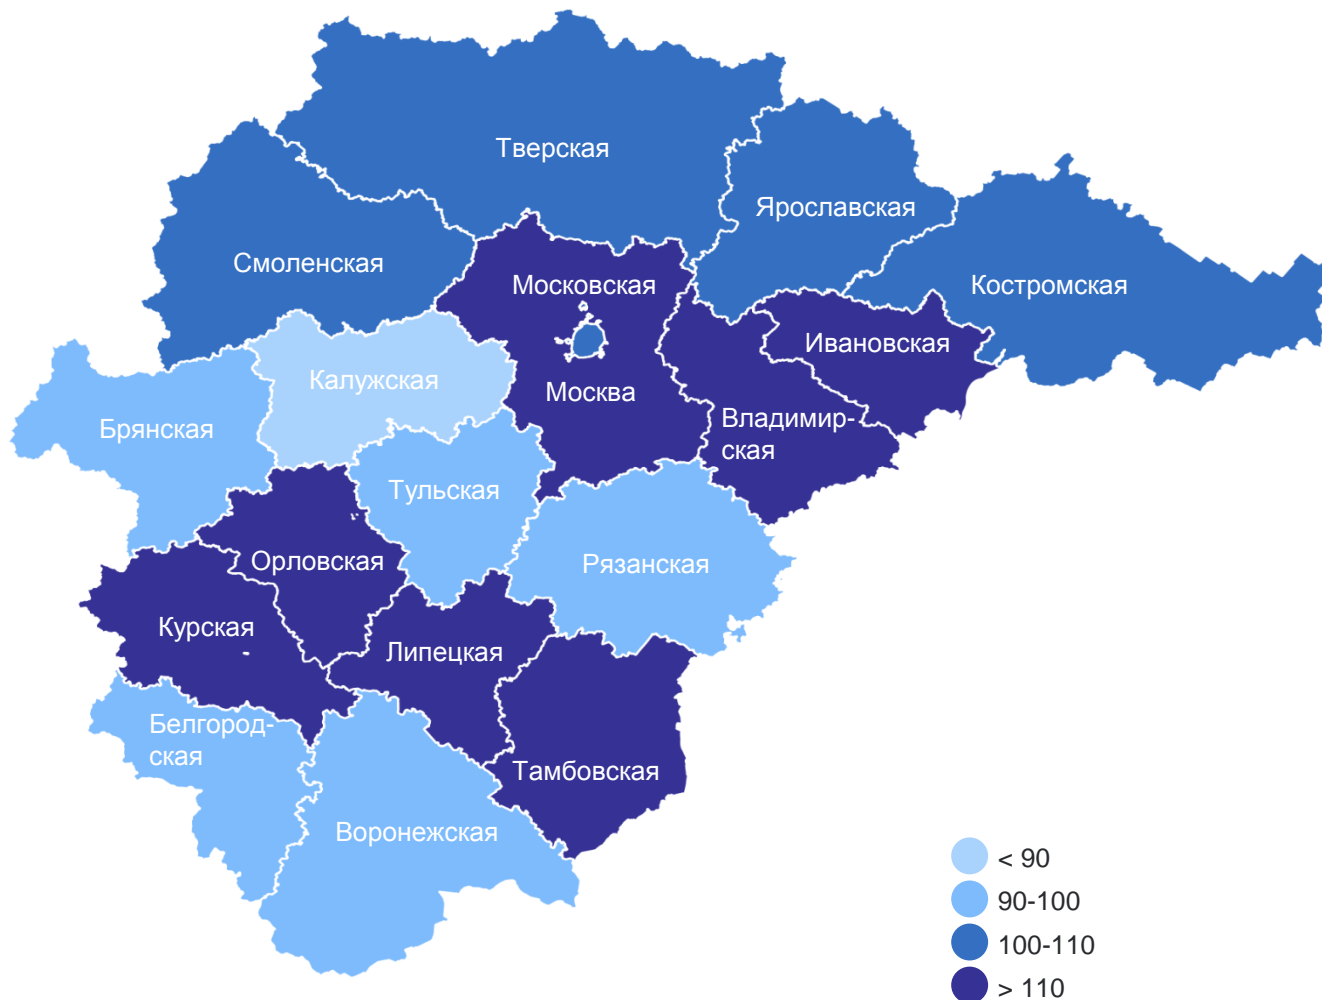 Тверская
Ярославская
Смоленская
Московская
Костромская
Ивановская
Калужская
Москва
Брянская
Владимир-
ская
Тульская
Орловская
Рязанская
Курская
Липецкая
Белгород-
ская
Тамбовская
Воронежская
< 90
90-100
100-110
> 110